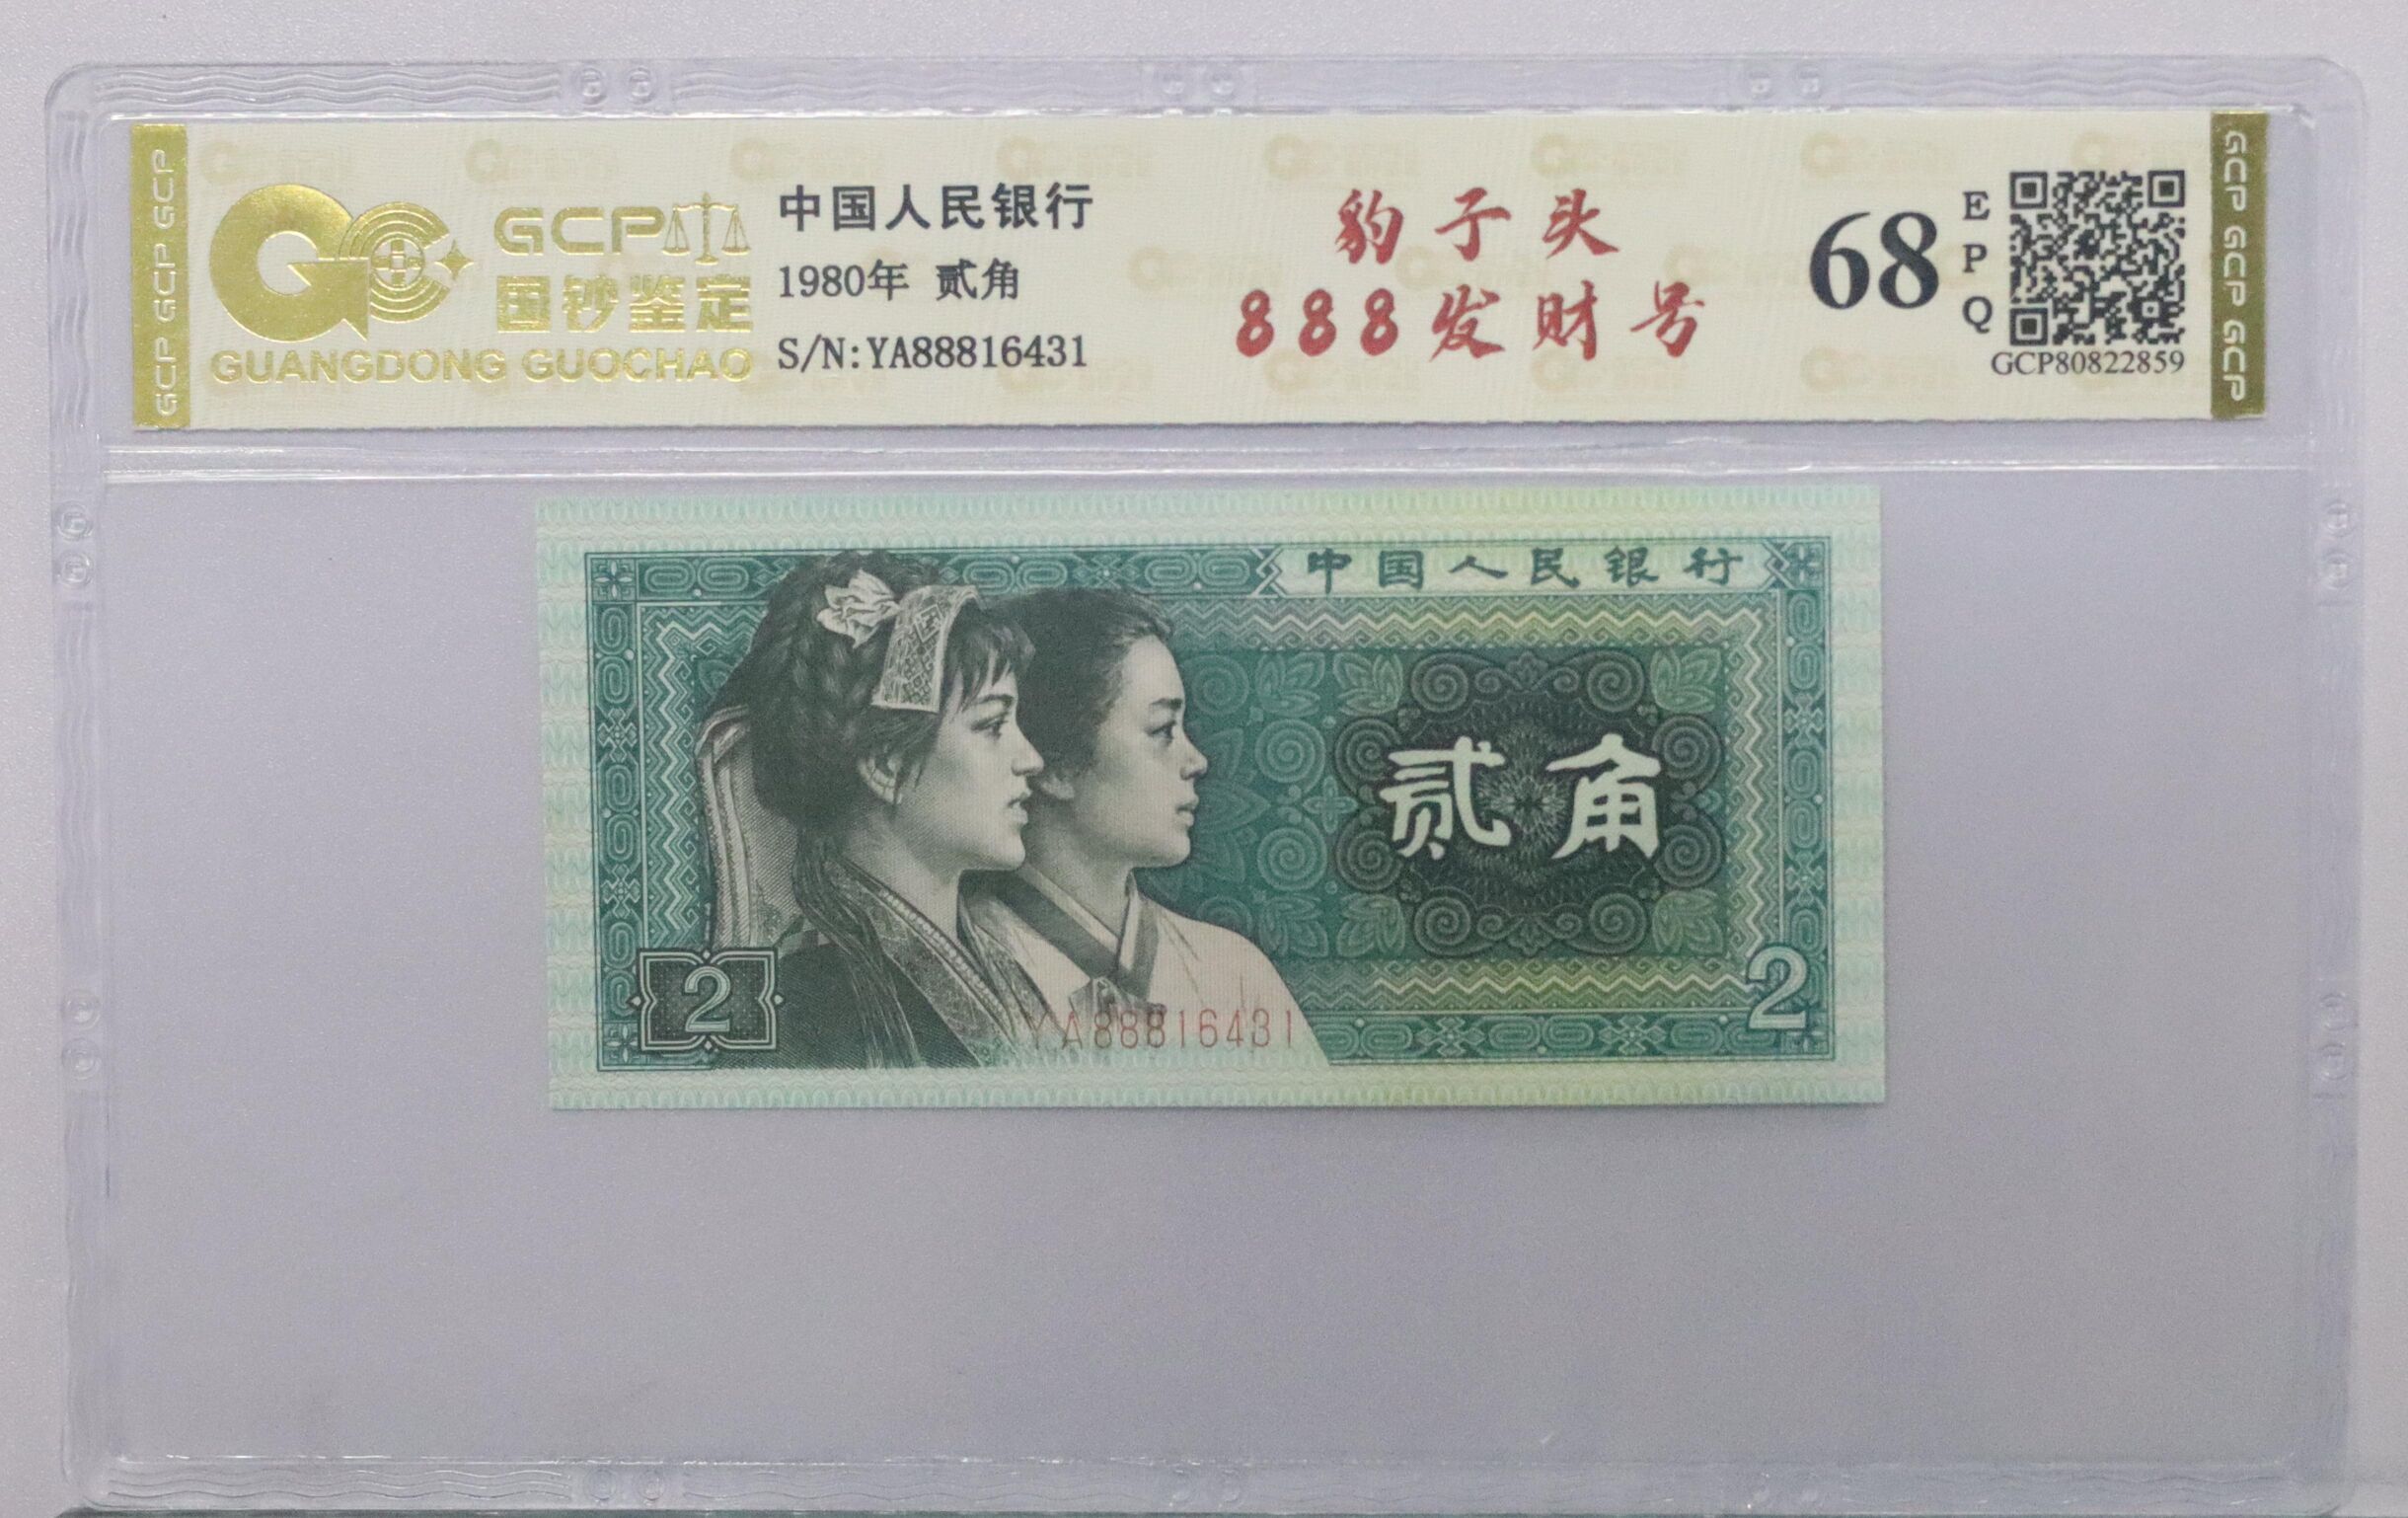 GCP GCP GCP
GCP
国钞鉴定
GUANGDONG GUOCHAO
中国人民银行
1980年 贰角
S/N:YA88816431
豹子头
888发财号
68
EPQ
GCP80822859
GCP GCP GCP
中国人民银行
贰角
2
YA88816431
2